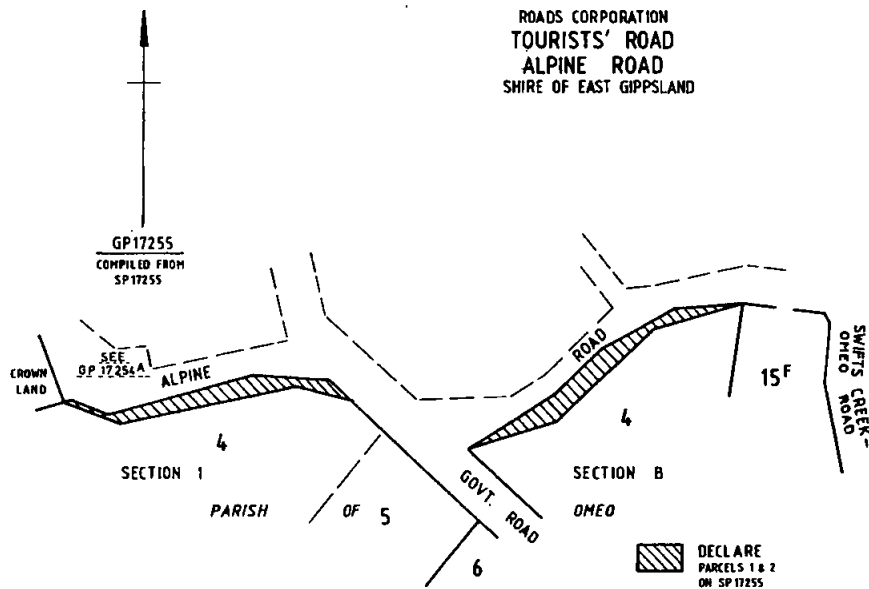 ROADS CORPORATION
TOURISTS' ROAD
ALPINE ROAD
SHIRE OF EAST GIPPSLAND
GP17255
COMPILED FROM
SP17255
SEE
GP 17254A
CROWN
LAND
ALPINE
ROAD
15F
SWIFTS CREEK-
OMEO ROAD
4
4
SECTION 1
SECTION B
GOVT. ROAD
PARISH OF
5
OMEO
6
DECLARE
PARCELS 1 & 2
ON SP17255